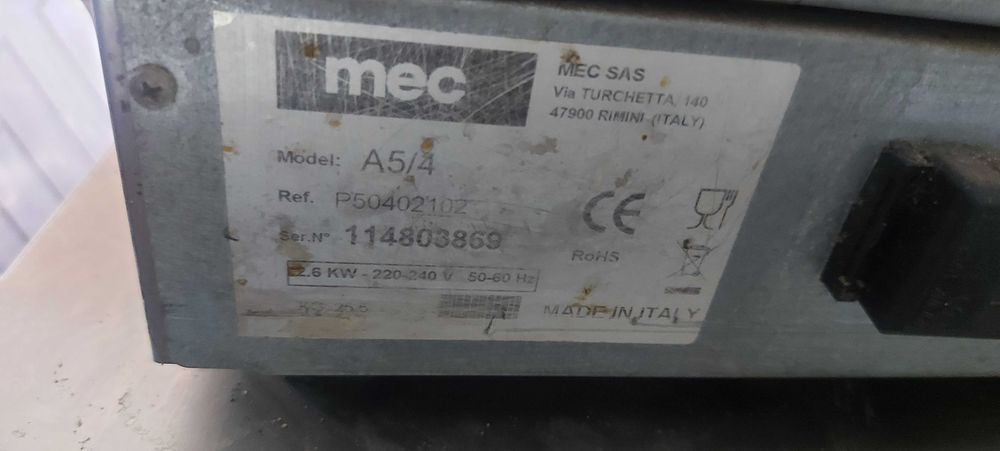 mec
MEC SAS
Via TURCHETTA, 140
47900 RIMINI (ITALY)
Model: A5/4
Ref. P50402102
Ser.N° 114803869
CE
RoHS
2.6 KW - 220-240 V 50-60 Hz
MADE IN ITALY